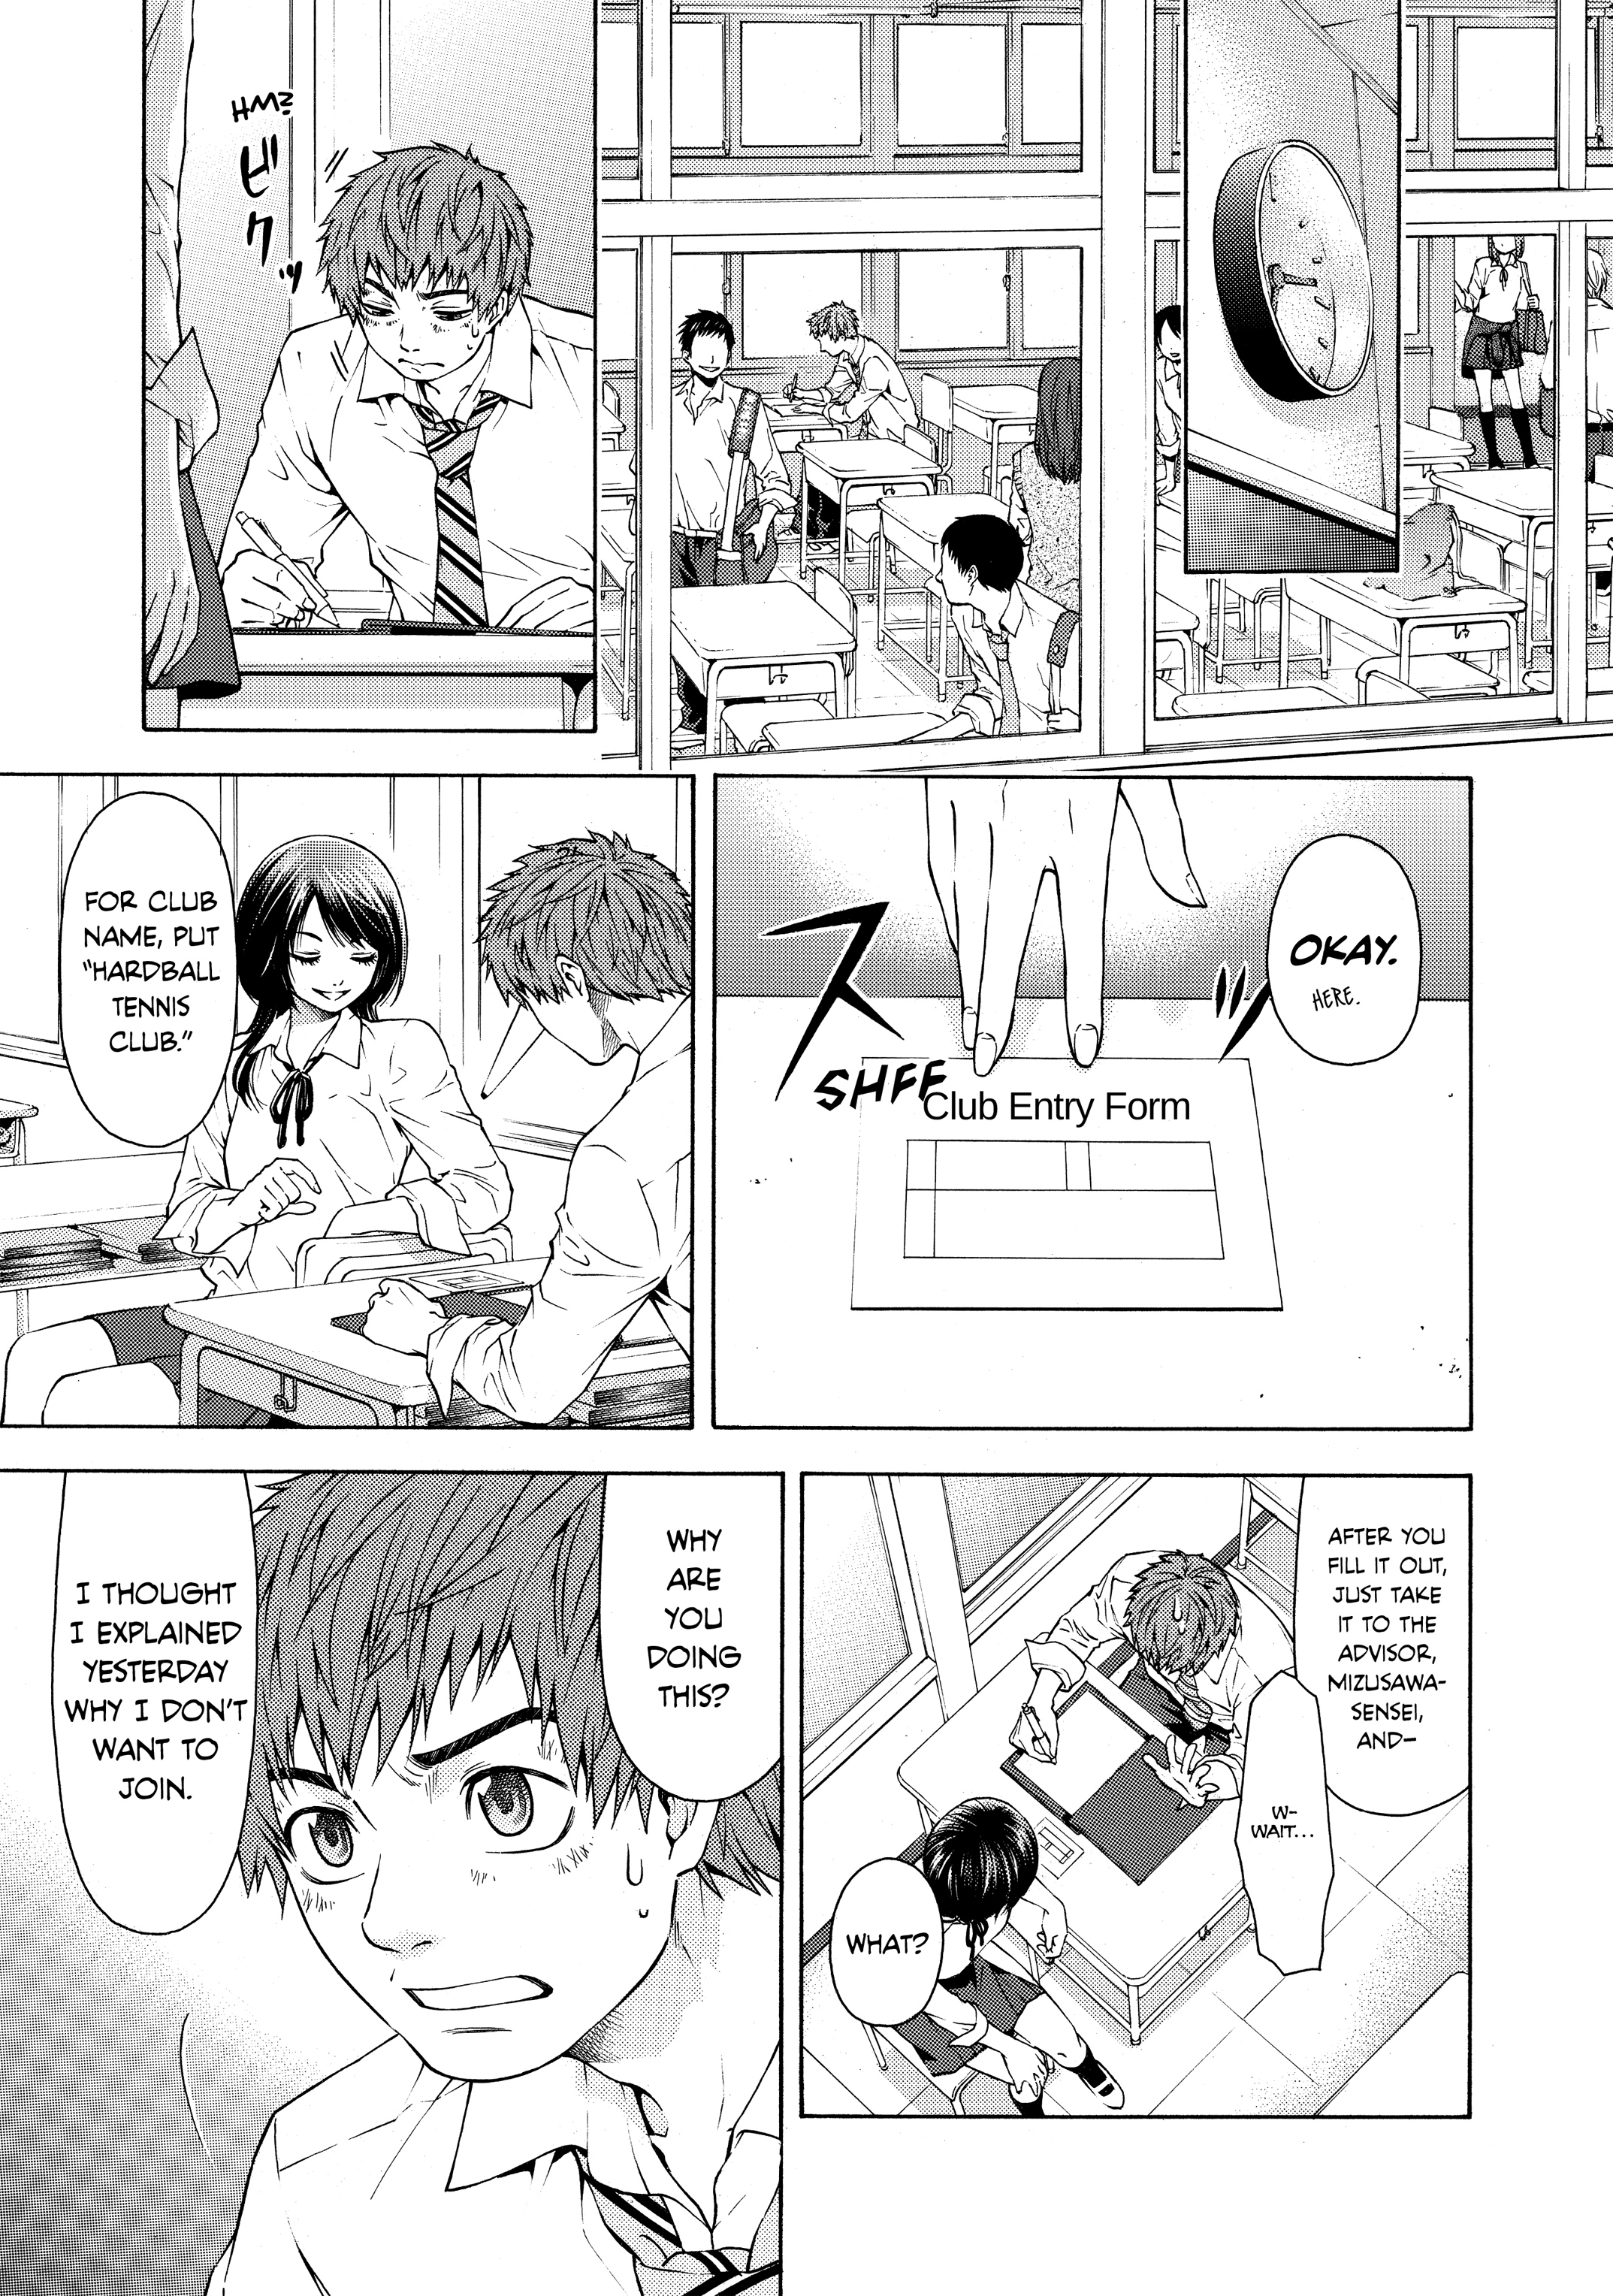 HM?
ビクッ
OKAY.
HERE.
スッ
SHFF
Club Entry Form
FOR CLUB
NAME, PUT
"HARDBALL
TENNIS
CLUB."
AFTER YOU
FILL IT OUT,
JUST TAKE
IT TO THE
ADVISOR,
MIZUSAWA-
SENSEI,
AND-
W-
WAIT...
WHAT?
WHY
ARE
YOU
DOING
THIS?
I THOUGHT
I EXPLAINED
YESTERDAY
WHY I DON'T
WANT TO
JOIN.